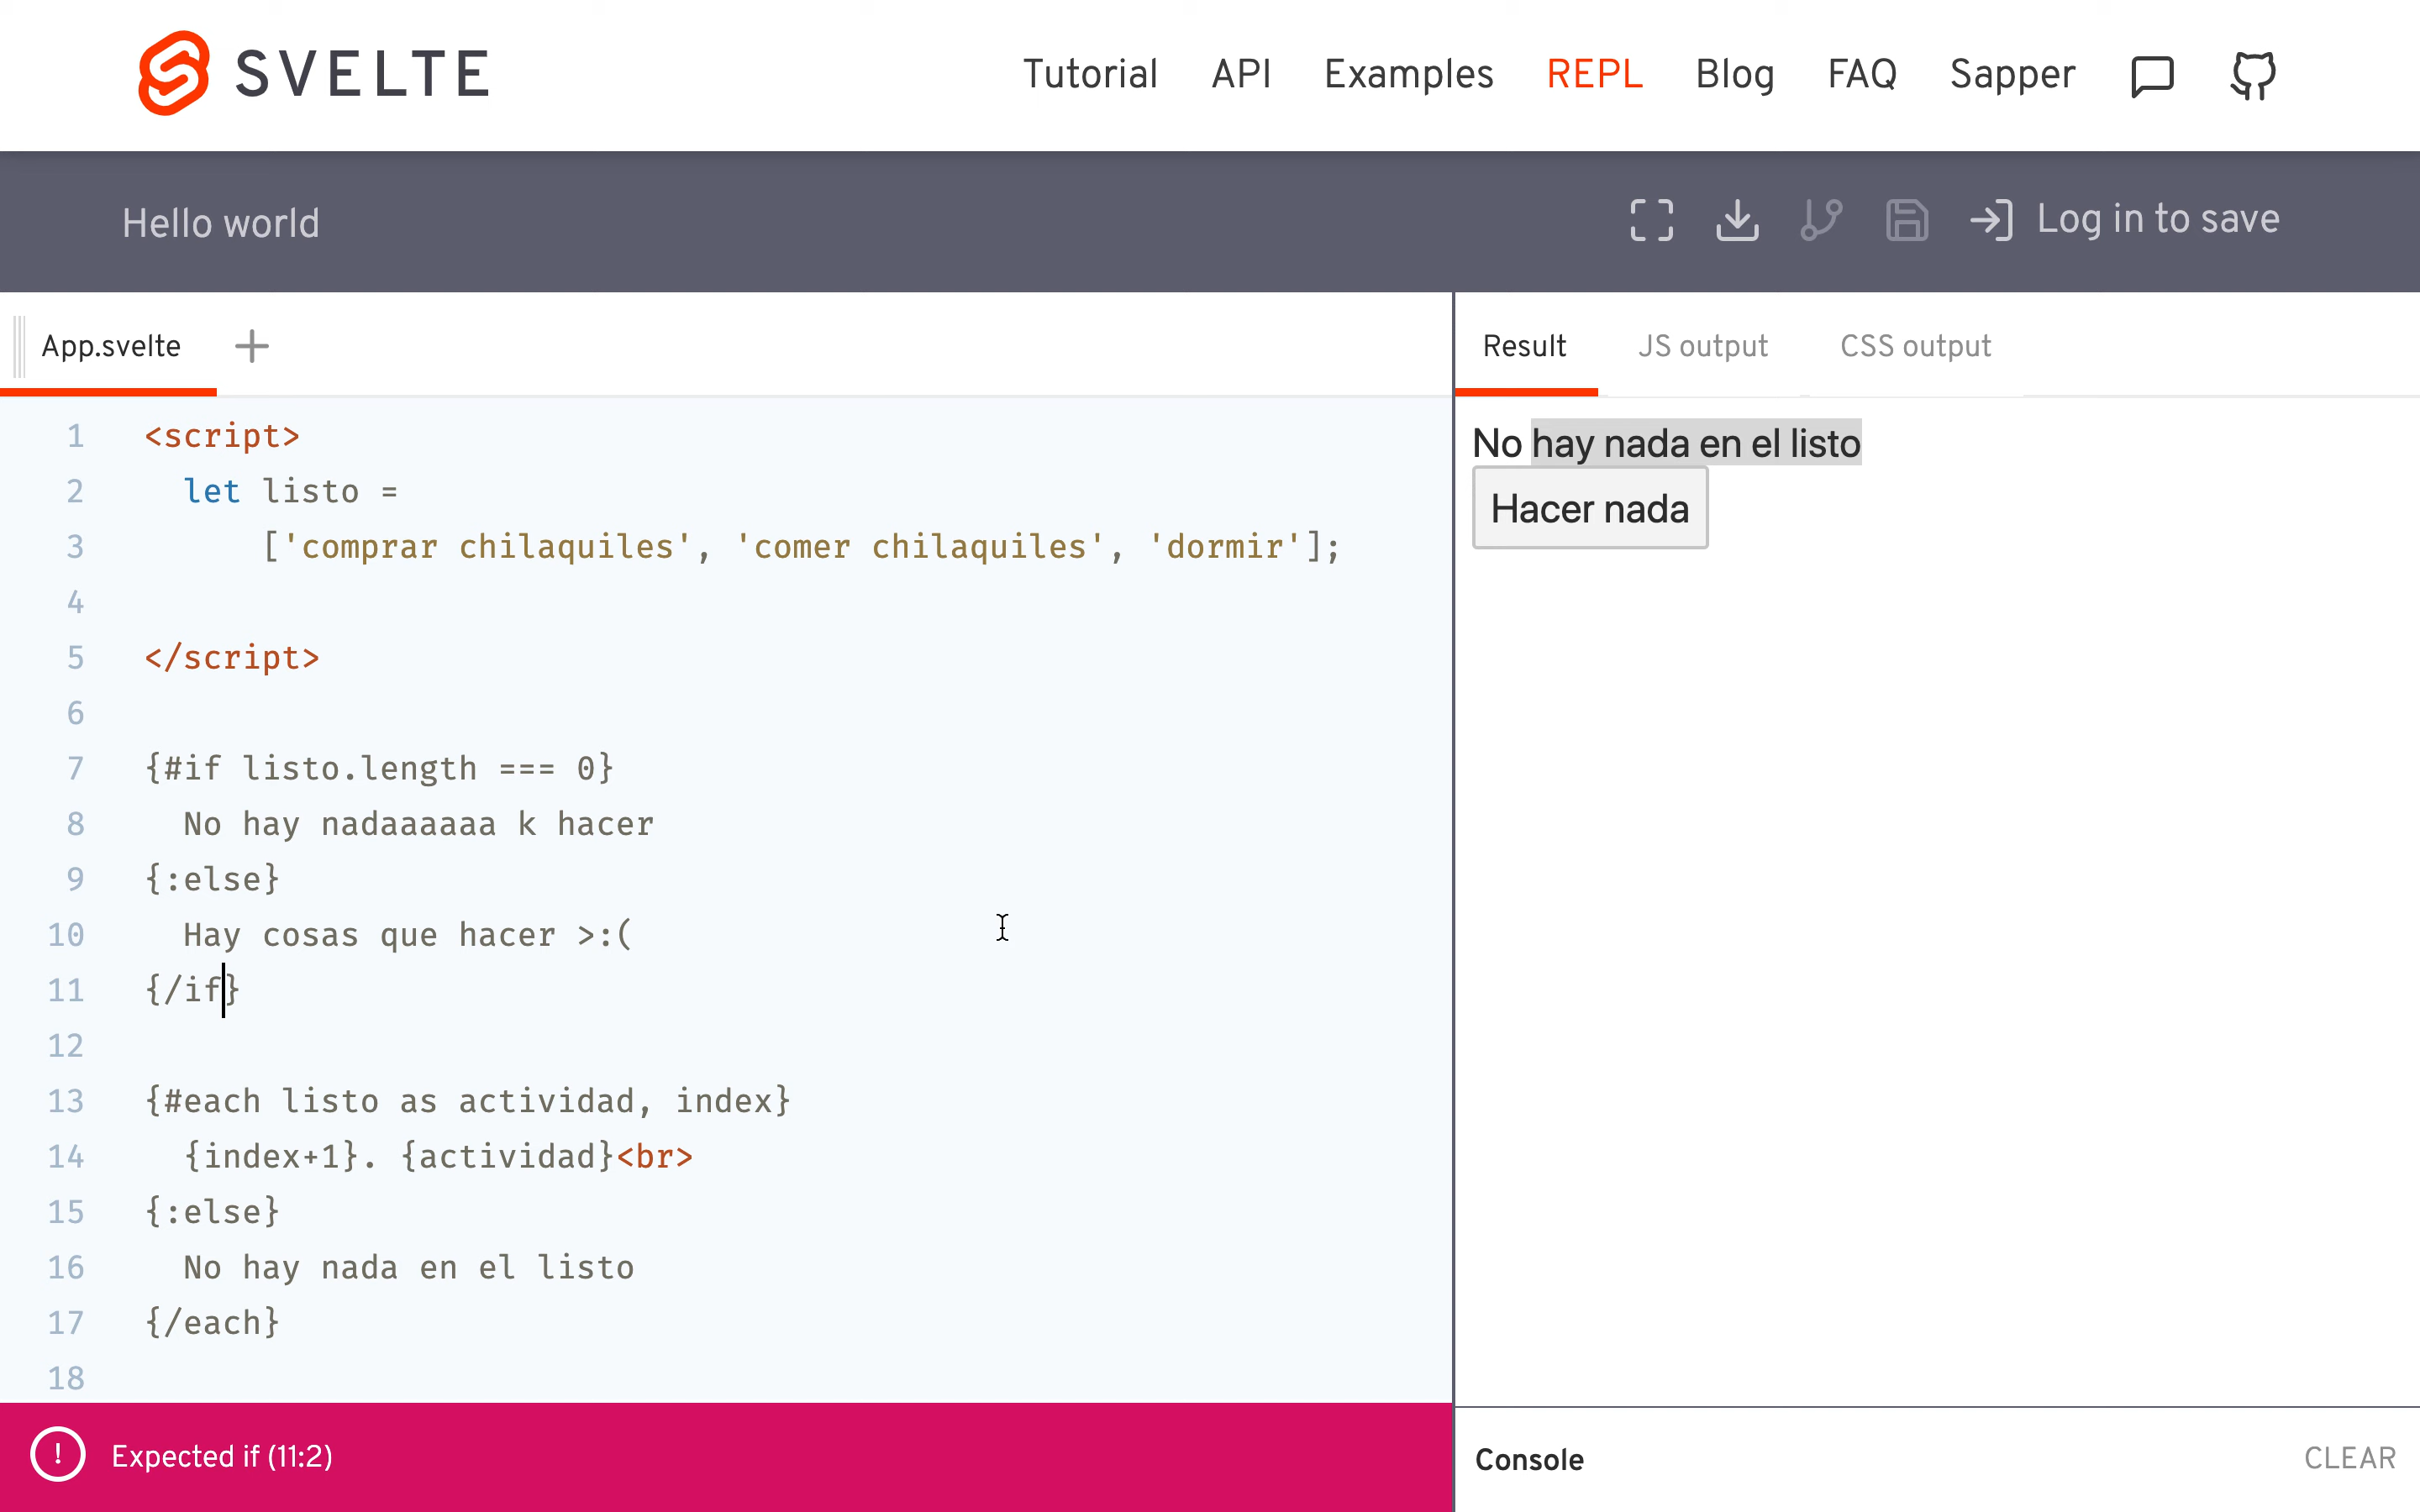 SVELTE
Tutorial API Examples REPL Blog FAQ Sapper
Hello world
Log in to save
App.svelte +
Result JS output CSS output
1 <script>
2 let listo =
3 ['comprar chilaquiles', 'comer chilaquiles', 'dormir'];
4
5 </script>
6
7 {#if listo.length === 0}
8 No hay nadaaaaaa k hacer
9 {:else}
10 Hay cosas que hacer >:(
11 {/if}
12
13 {#each listo as actividad, index}
14 {index+1}. {actividad}<br>
15 {:else}
16 No hay nada en el listo
17 {/each}
18
! Expected if (11:2)
No hay nada en el listo
Hacer nada
Console CLEAR